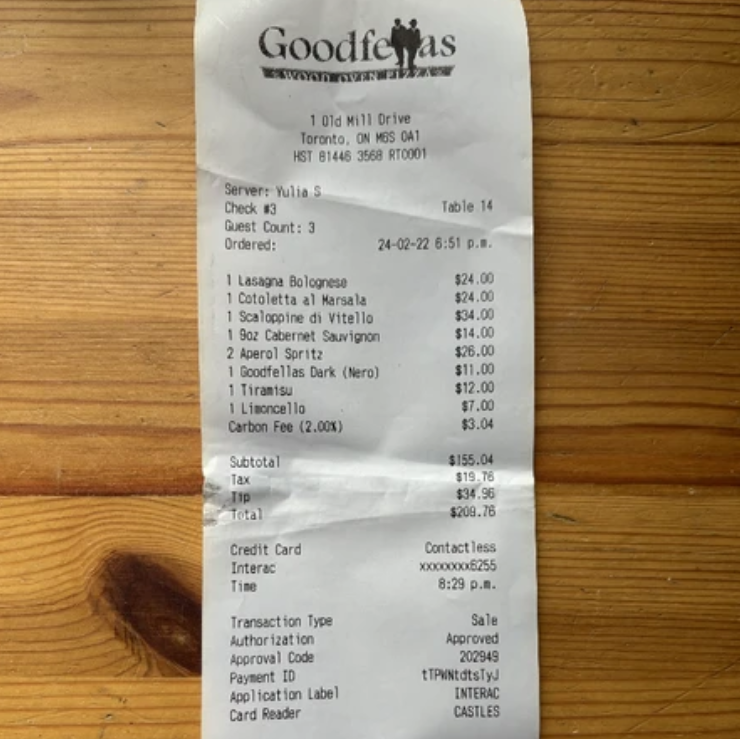 Goodfellas
WOOD OVEN PIZZA
1 Old Mill Drive
Toronto, ON M6S 0A1
HST 81446 3568 RT0001
Server: Yulia S
Check #3 Table 14
Guest Count: 3
Ordered: 24-02-22 6:51 p.m.
1 Lasagna Bolognese $24.00
1 Cotoletta al Marsala $24.00
1 Scaloppine di Vitello $34.00
1 9oz Cabernet Sauvignon $14.00
2 Aperol Spritz $26.00
1 Goodfellas Dark (Nero) $11.00
1 Tiramisu $12.00
1 Limoncello $7.00
Carbon Fee (2.00%) $3.04
Subtotal $155.04
Tax $19.76
Tip $34.96
Total $209.76
Credit Card Contactless
Interac xxxxxxxx6255
Time 8:29 p.m.
Transaction Type Sale
Authorization Approved
Approval Code 202949
Payment ID tTPWNtdtsTyJ
Application Label INTERAC
Card Reader CASTLES